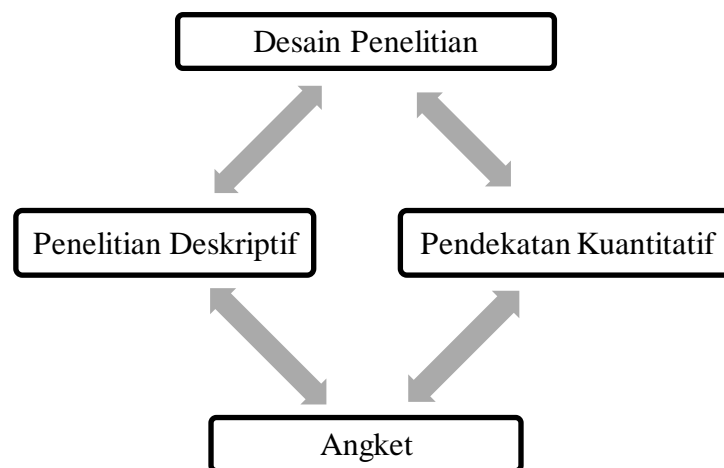 Desain Penelitian
Penelitian Deskriptif
Pendekatan Kuantitatif
Angket